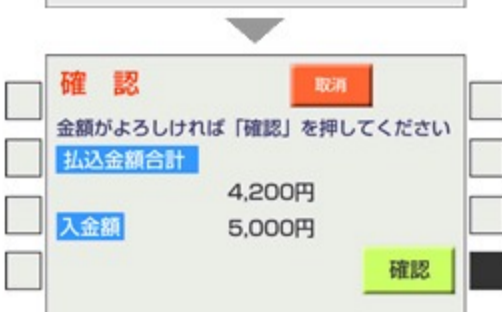 確 認
取消
金額がよろしければ「確認」を押してください
払込金額合計
4,200円
入金額 5,000円
確認